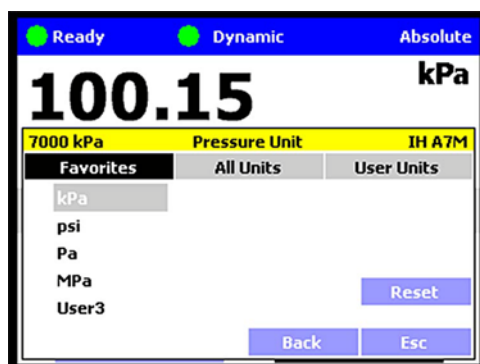 Ready Dynamic Absolute
100.15 kPa
7000 kPa Pressure Unit IH A7M
Favorites All Units User Units
kPa
psi
Pa
MPa
Reset
User3
Back Esc